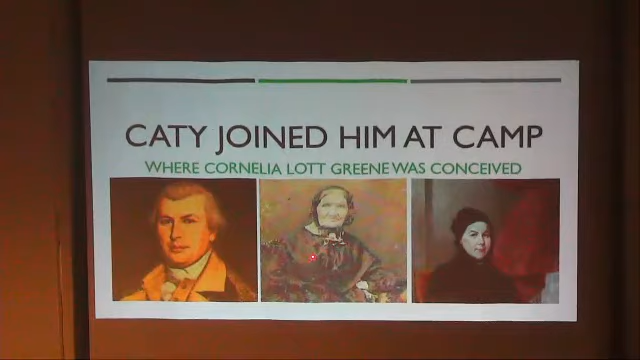 CATY JOINED HIM AT CAMP
WHERE CORNELIA LOTT GREENE WAS CONCEIVED